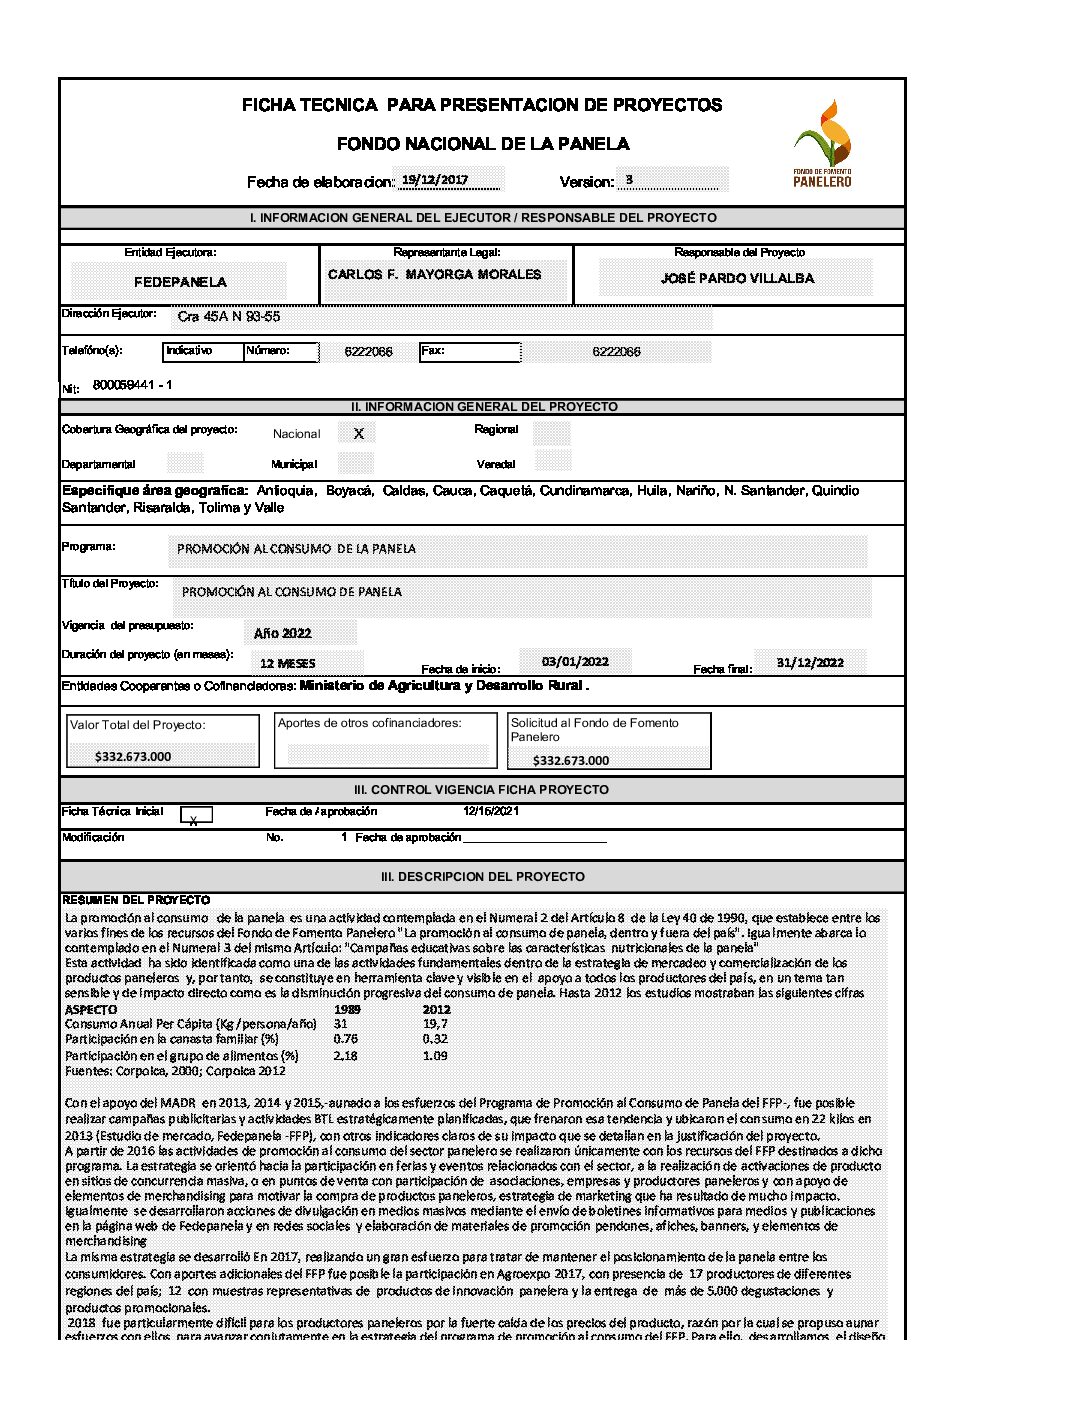 FICHA TECNICA PARA PRESENTACION DE PROYECTOS
FONDO NACIONAL DE LA PANELA
FONDO DE FOMENTO
PANELERO
Fecha de elaboracion: 19/12/2017 Version: 3
I. INFORMACION GENERAL DEL EJECUTOR / RESPONSABLE DEL PROYECTO
Entidad Ejecutora: Representante Legal: Responsable del Proyecto
FEDEPANELA CARLOS F. MAYORGA MORALES JOSÉ PARDO VILLALBA
Dirección Ejecutor: Cra 45A N 93-55
Telefóno(s): Indicativo Número: 6222066 Fax: 6222066
Nit: 800059441 - 1
II. INFORMACION GENERAL DEL PROYECTO
Cobertura Geográfica del proyecto: Nacional X Regional
Departamental Municipal Veredal
Especifique área geografica: Antioquia, Boyacá, Caldas, Cauca, Caquetá, Cundinamarca, Huila, Nariño, N. Santander, Quindio
Santander, Risaralda, Tolima y Valle
Programa: PROMOCIÓN AL CONSUMO DE LA PANELA
Título del Proyecto: PROMOCIÓN AL CONSUMO DE PANELA
Vigencia del presupuesto: Año 2022
Duración del proyecto (en meses): 12 MESES Fecha de inicio: 03/01/2022 Fecha final: 31/12/2022
Entidades Cooperantes o Cofinanciadoras: Ministerio de Agricultura y Desarrollo Rural .
Valor Total del Proyecto: Aportes de otros cofinanciadores: Solicitud al Fondo de Fomento
Panelero
$332.673.000 $332.673.000
III. CONTROL VIGENCIA FICHA PROYECTO
Ficha Técnica Inicial X Fecha de Aprobación 12/16/2021
Modificación No. 1 Fecha de aprobación
III. DESCRIPCION DEL PROYECTO
RESUMEN DEL PROYECTO
La promoción al consumo de la panela es una actividad contemplada en el Numeral 2 del Artículo 8 de la Ley 40 de 1990, que establece entre los
varios fines de los recursos del Fondo de Fomento Panelero "La promoción al consumo de panela, dentro y fuera del país". Igualmente abarca lo
contemplado en el Numeral 3 del mismo Artículo: "Campañas educativas sobre las características nutricionales de la panela"
Esta actividad ha sido identificada como una de las actividades fundamentales dentro de la estrategia de mercadeo y comercialización de los
productos paneleros y, por tanto, se constituye en herramienta clave y visible en el apoyo a todos los productores del país, en un tema tan
sensible y de impacto directo como es la disminución progresiva del consumo de panela. Hasta 2012 los estudios mostraban las siguientes cifras
ASPECTO 1989 2012
Consumo Anual Per Cápita (Kg/persona/año) 31 19,7
Participación en la canasta familiar (%) 0.76 0.32
Participación en el grupo de alimentos (%) 2,18 1.09
Fuentes: Corpoica, 2000; Corpoica 2012
Con el apoyo del MADR en 2013, 2014 y 2015,-aunado a los esfuerzos del Programa de Promoción al Consumo de Panela del FFP-, fue posible
realizar campañas publicitarias y actividades BTL estratégicamente planificadas, que frenaron esa tendencia y ubicaron el consumo en 22 kilos en
2013 (Estudio de mercado, Fedepanela -FFP), con otros indicadores claros de su impacto que se detallan en la justificación del proyecto.
A partir de 2016 las actividades de promoción al consumo del sector panelero se realizaron únicamente con los recursos del FFP destinados a dicho
programa. La estrategia se orientó hacia la participación en ferias y eventos relacionados con el sector, a la realización de activaciones de producto
en sitios de concurrencia masiva, o en puntos de venta con participación de asociaciones, empresas y productores paneleros y con apoyo de
elementos de merchandising para motivar la compra de productos paneleros, estrategia de marketing que ha resultado de mucho impacto.
Igualmente se desarrollaron acciones de divulgación en medios masivos mediante el envío de boletines informativos para medios y publicaciones
en la página web de Fedepanela y en redes sociales y elaboración de materiales de promoción pendones, afiches, banners, y elementos de
merchandising
La misma estrategia se desarrolló En 2017, realizando un gran esfuerzo para tratar de mantener el posicionamiento de la panela entre los
consumidores. Con aportes adicionales del FFP fue posible la participación en Agroexpo 2017, con presencia de 17 productores de diferentes
regiones del país; 12 con muestras representativas de productos de innovación panelera y la entrega de más de 5.000 degustaciones y
productos promocionales.
2018 fue particularmente difícil para los productores paneleros por la fuerte caída de los precios del producto, razón por la cual se propuso aunar
esfuerzos con ellos para avanzar conjutamente en la estrategia del programa de promoción al consumo del FFP. Para ello, desarrollamos el diseño